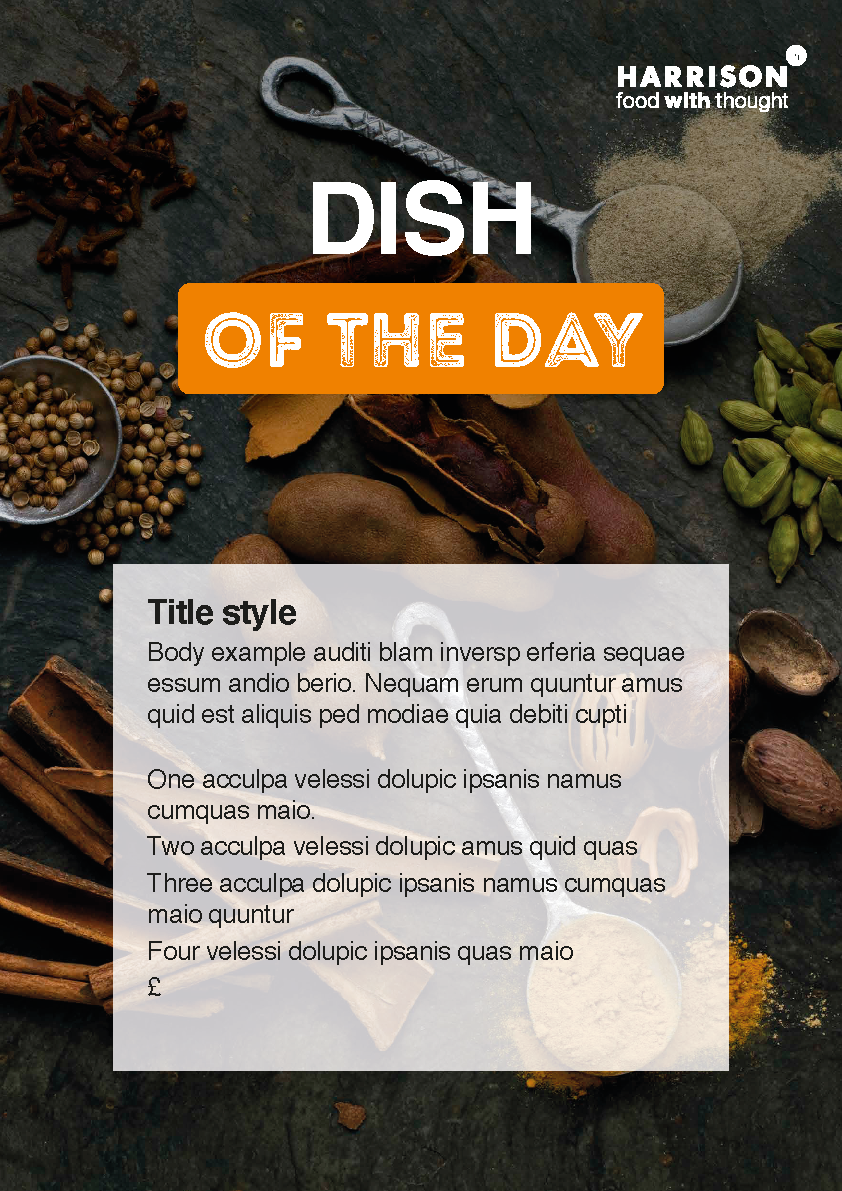 HARRISON
food with thought
DISH
OF THE DAY
Title style
Body example auditi blam inversp erferia sequae
essum andio berio. Nequam erum quuntur amus
quid est aliquis ped modiae quia debiti cupti
One acculpa velessi dolupic ipsanis namus
cumquas maio.
Two acculpa velessi dolupic amus quid quas
Three acculpa dolupic ipsanis namus cumquas
maio quuntur
Four velessi dolupic ipsanis quas maio
£